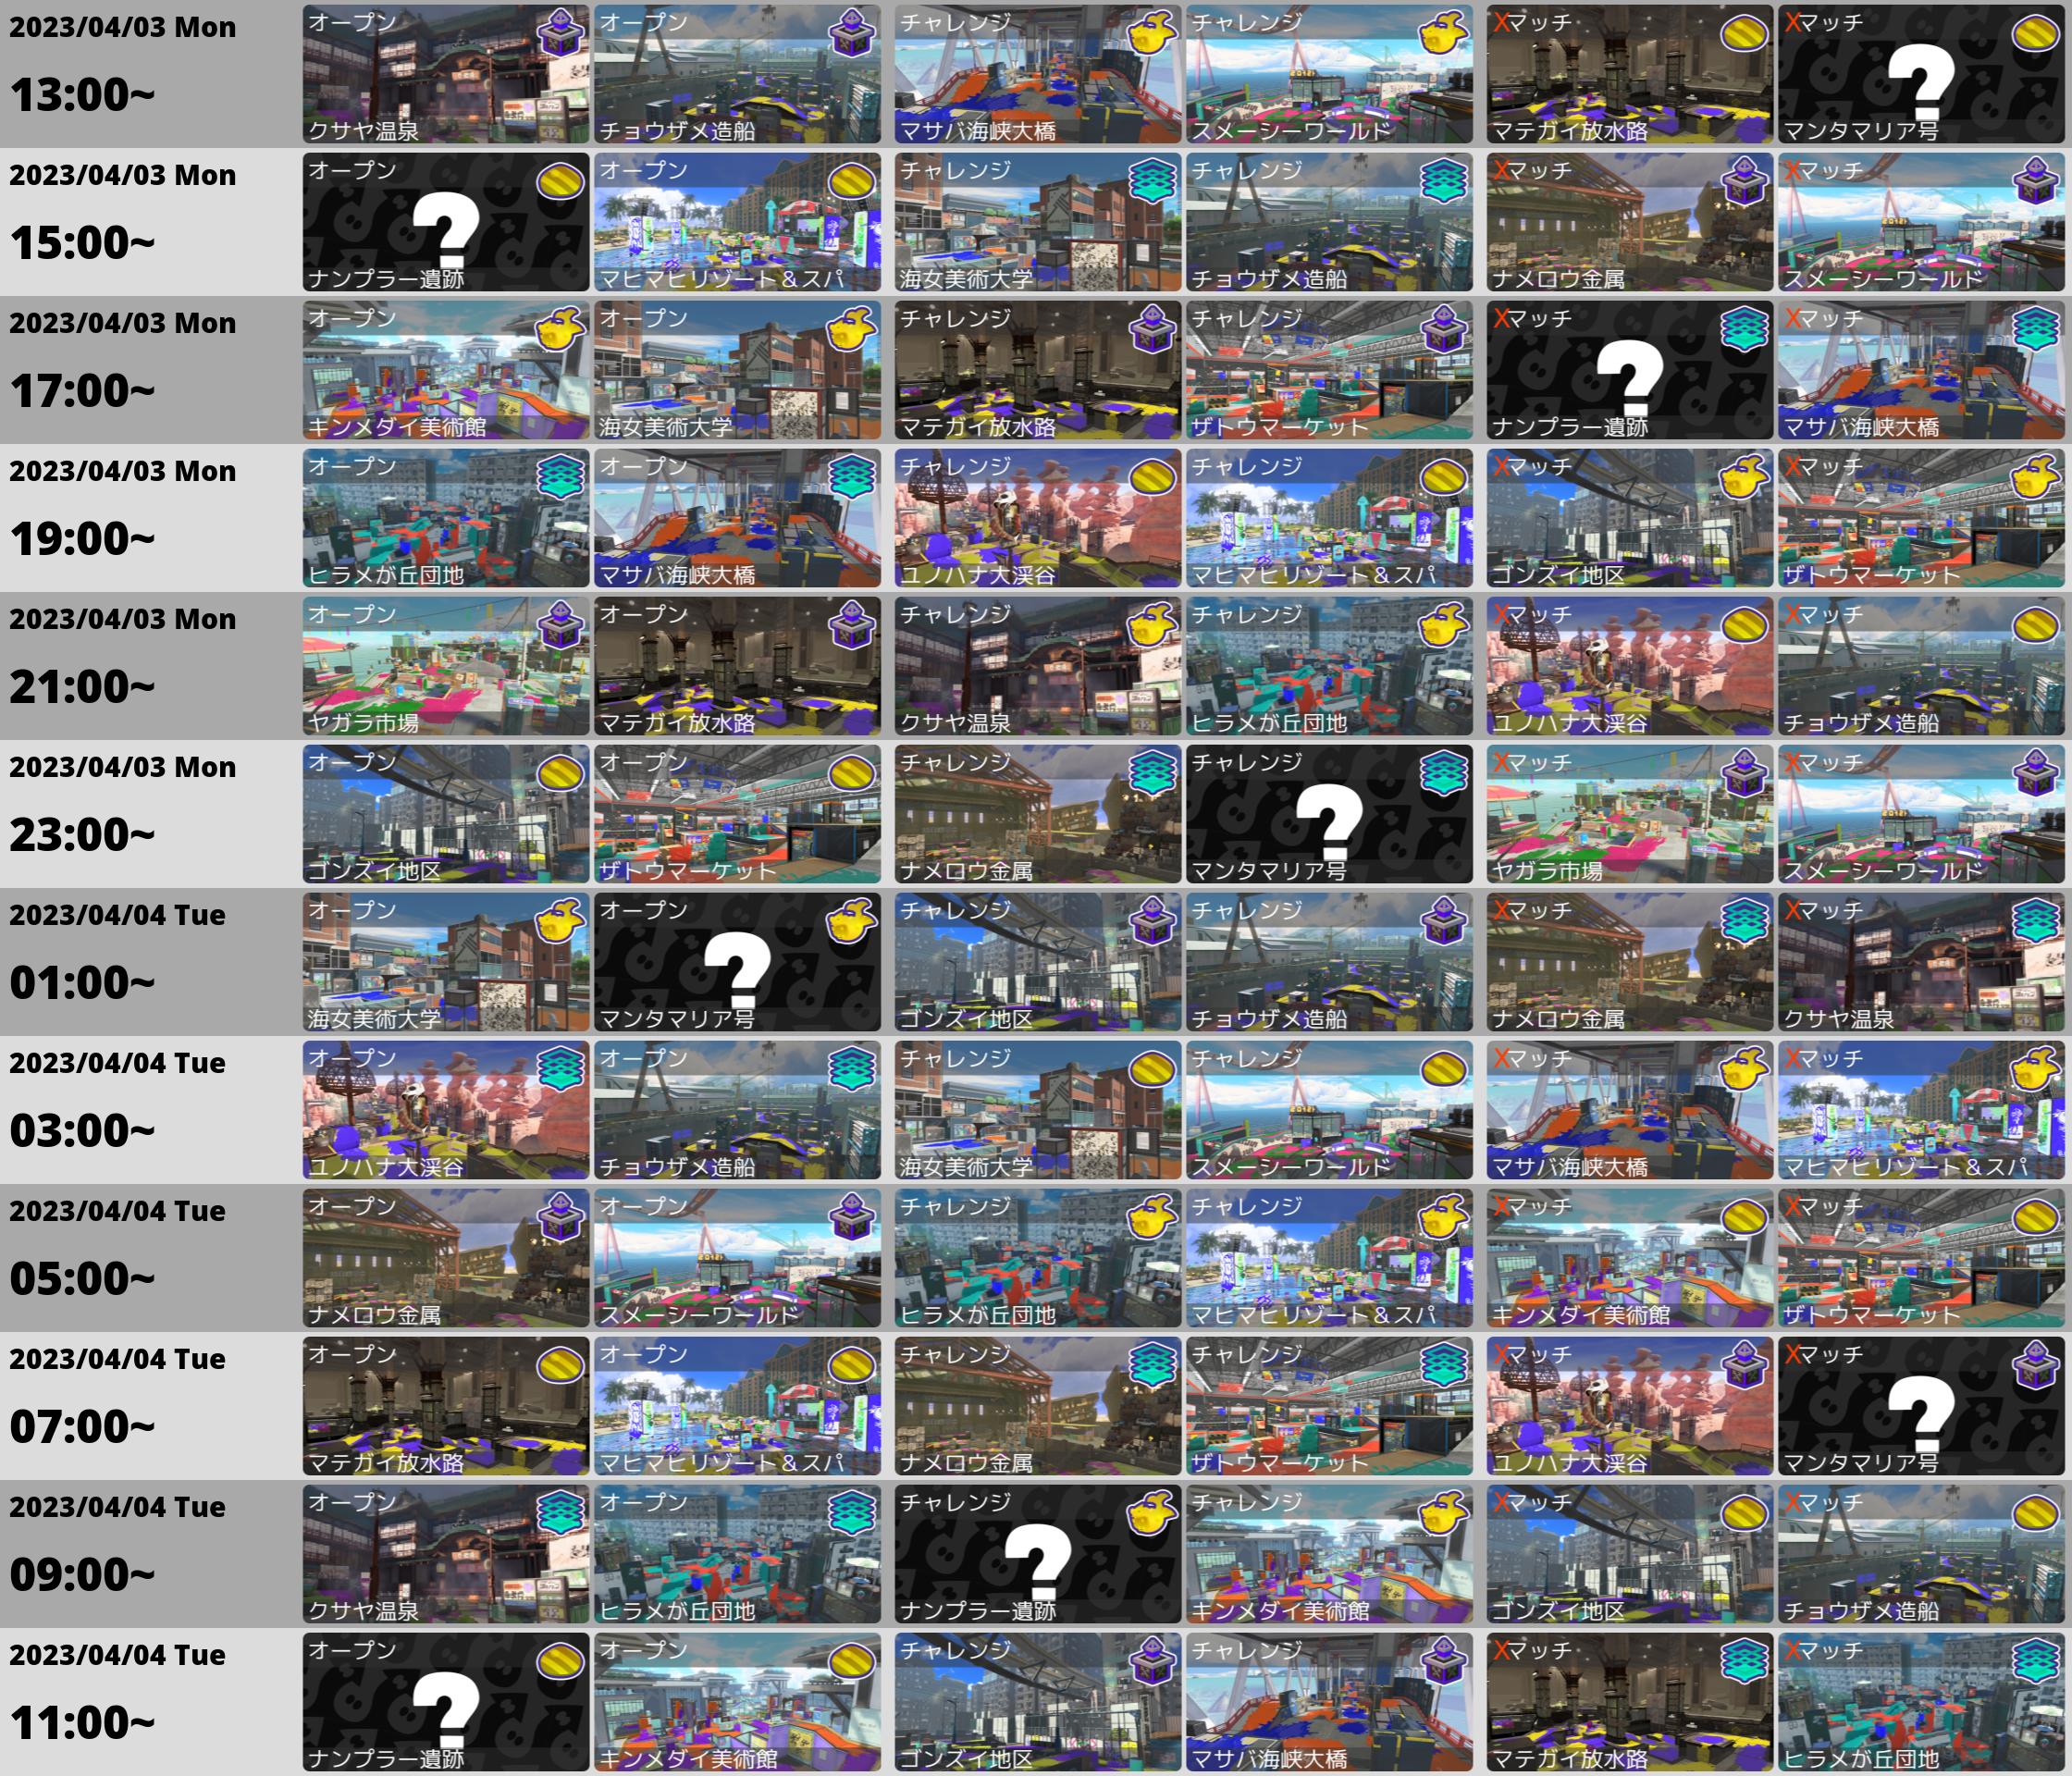 2023/04/03 Mon
13:00~
オープン オープン チャレンジ チャレンジ Xマッチ Xマッチ
クサヤ温泉 チョウザメ造船 マサバ海峡大橋 スメーシーワールド マテガイ放水路 マンタマリア号
2023/04/03 Mon
15:00~
オープン オープン チャレンジ チャレンジ Xマッチ Xマッチ
ナンプラー遺跡 マヒマヒリゾート＆スパ 海女美術大学 チョウザメ造船 ナメロウ金属 スメーシーワールド
2023/04/03 Mon
17:00~
オープン オープン チャレンジ チャレンジ Xマッチ Xマッチ
キンメダイ美術館 海女美術大学 マテガイ放水路 ザトウマーケット ナンプラー遺跡 マサバ海峡大橋
2023/04/03 Mon
19:00~
オープン オープン チャレンジ チャレンジ Xマッチ Xマッチ
ヒラメが丘団地 マサバ海峡大橋 ユノハナ大渓谷 マヒマヒリゾート＆スパ ゴンズイ地区 ザトウマーケット
2023/04/03 Mon
21:00~
オープン オープン チャレンジ チャレンジ Xマッチ Xマッチ
ヤガラ市場 マテガイ放水路 クサヤ温泉 ヒラメが丘団地 ユノハナ大渓谷 チョウザメ造船
2023/04/03 Mon
23:00~
オープン オープン チャレンジ チャレンジ Xマッチ Xマッチ
ゴンズイ地区 ザトウマーケット ナメロウ金属 マンタマリア号 ヤガラ市場 スメーシーワールド
2023/04/04 Tue
01:00~
オープン オープン チャレンジ チャレンジ Xマッチ Xマッチ
海女美術大学 マンタマリア号 ゴンズイ地区 チョウザメ造船 ナメロウ金属 クサヤ温泉
2023/04/04 Tue
03:00~
オープン オープン チャレンジ チャレンジ Xマッチ Xマッチ
ユノハナ大渓谷 チョウザメ造船 海女美術大学 スメーシーワールド マサバ海峡大橋 マヒマヒリゾート＆スパ
2023/04/04 Tue
05:00~
オープン オープン チャレンジ チャレンジ Xマッチ Xマッチ
ナメロウ金属 スメーシーワールド ヒラメが丘団地 マヒマヒリゾート＆スパ キンメダイ美術館 ザトウマーケット
2023/04/04 Tue
07:00~
オープン オープン チャレンジ チャレンジ Xマッチ Xマッチ
マテガイ放水路 マヒマヒリゾート＆スパ ナメロウ金属 ザトウマーケット ユノハナ大渓谷 マンタマリア号
2023/04/04 Tue
09:00~
オープン オープン チャレンジ チャレンジ Xマッチ Xマッチ
クサヤ温泉 ヒラメが丘団地 ナンプラー遺跡 キンメダイ美術館 ゴンズイ地区 チョウザメ造船
2023/04/04 Tue
11:00~
オープン オープン チャレンジ チャレンジ Xマッチ Xマッチ
ナンプラー遺跡 キンメダイ美術館 ゴンズイ地区 マサバ海峡大橋 マテガイ放水路 ヒラメが丘団地